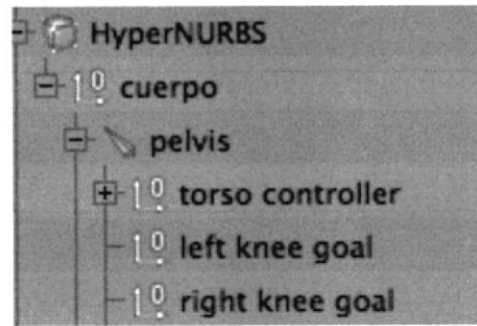 HyperNURBS
cuerpo
pelvis
torso controller
left knee goal
right knee goal